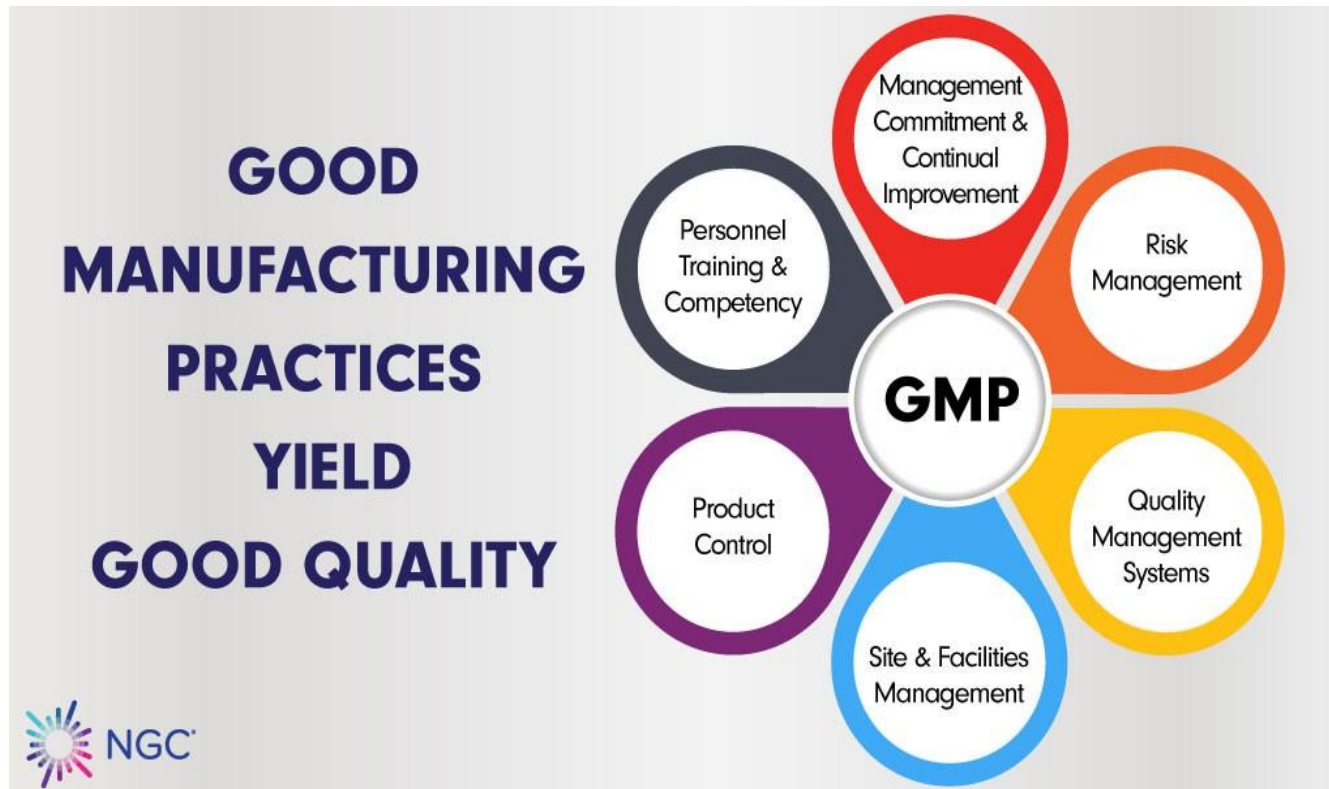 GOOD
MANUFACTURING
PRACTICES
YIELD
GOOD QUALITY
Management
Commitment &
Continual
Improvement
Risk
Management
Quality
Management
Systems
Site & Facilities
Management
Product
Control
Personnel
Training &
Competency
GMP
NGC